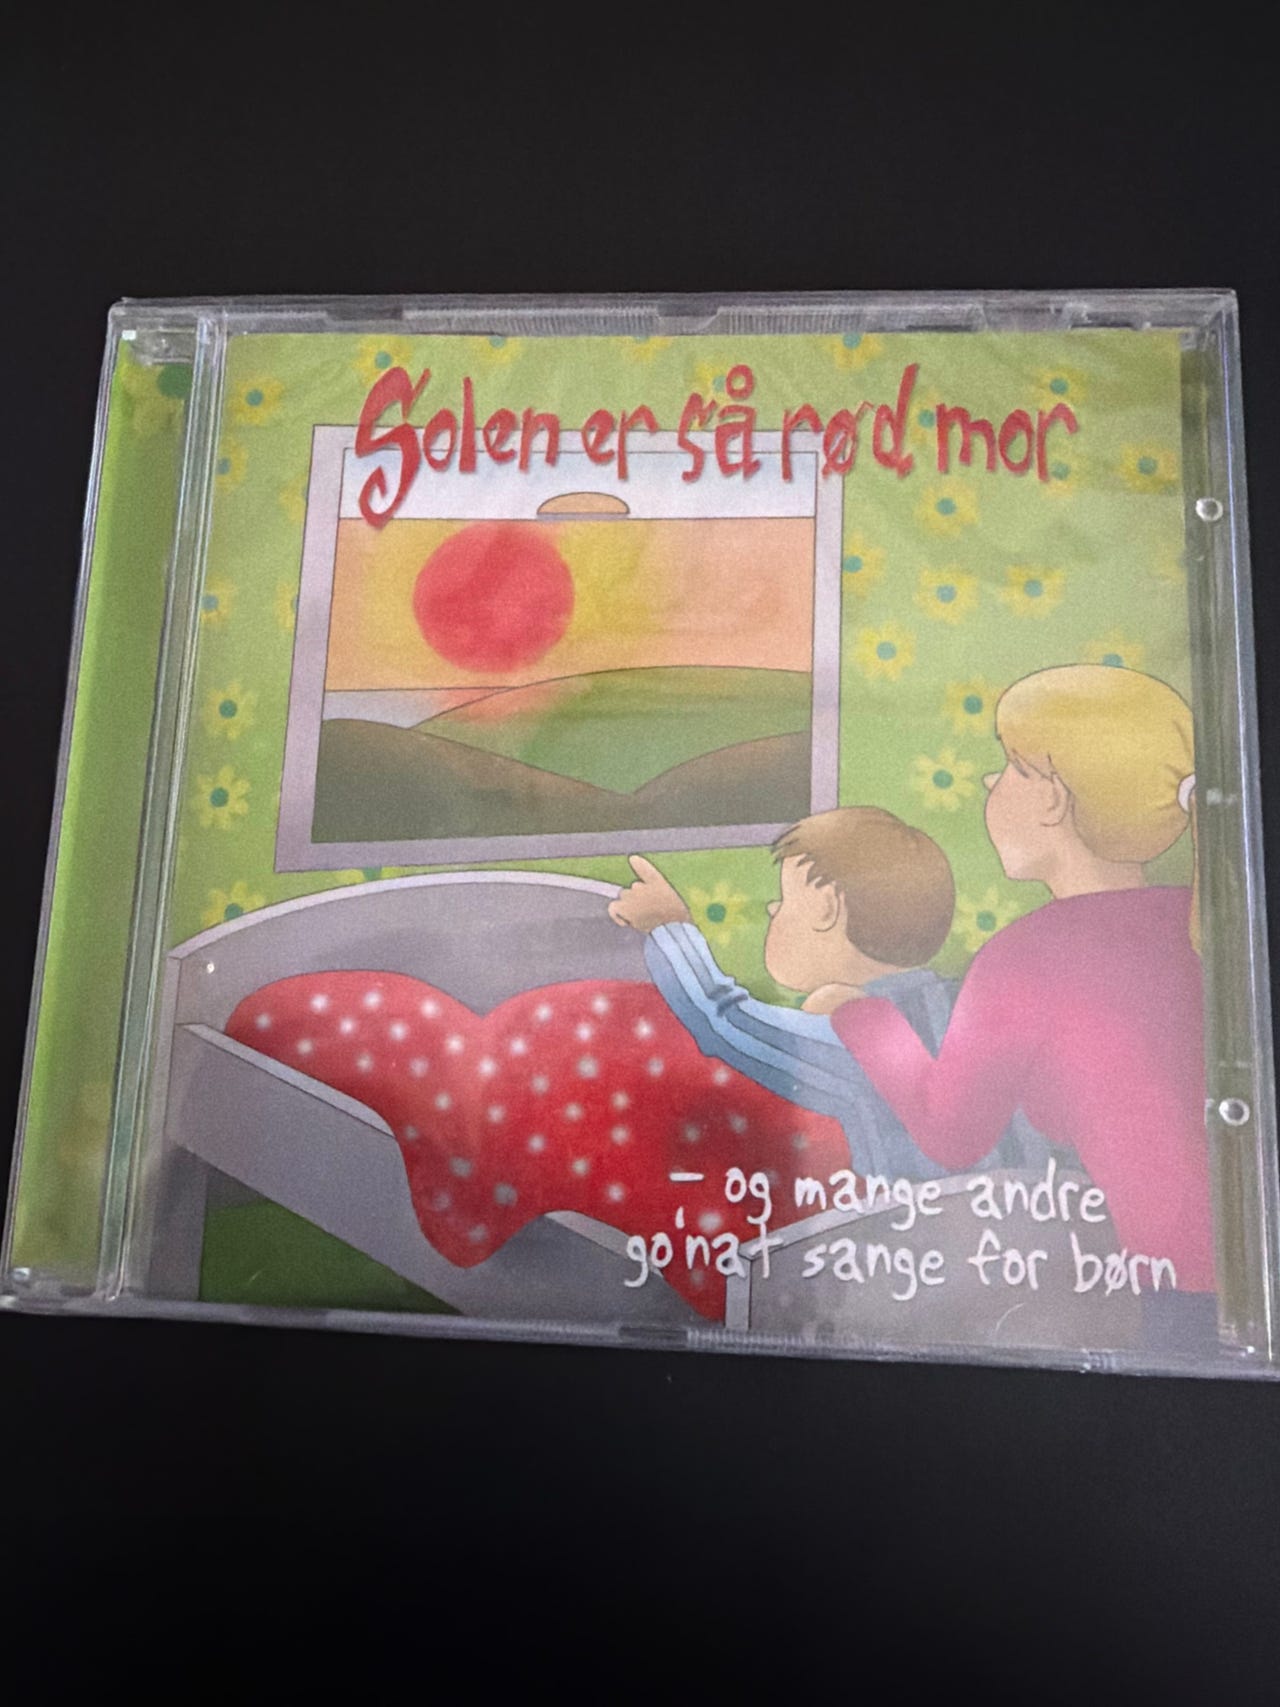 Solen er så rød mor
- og mange andre
go'nat sange for børn